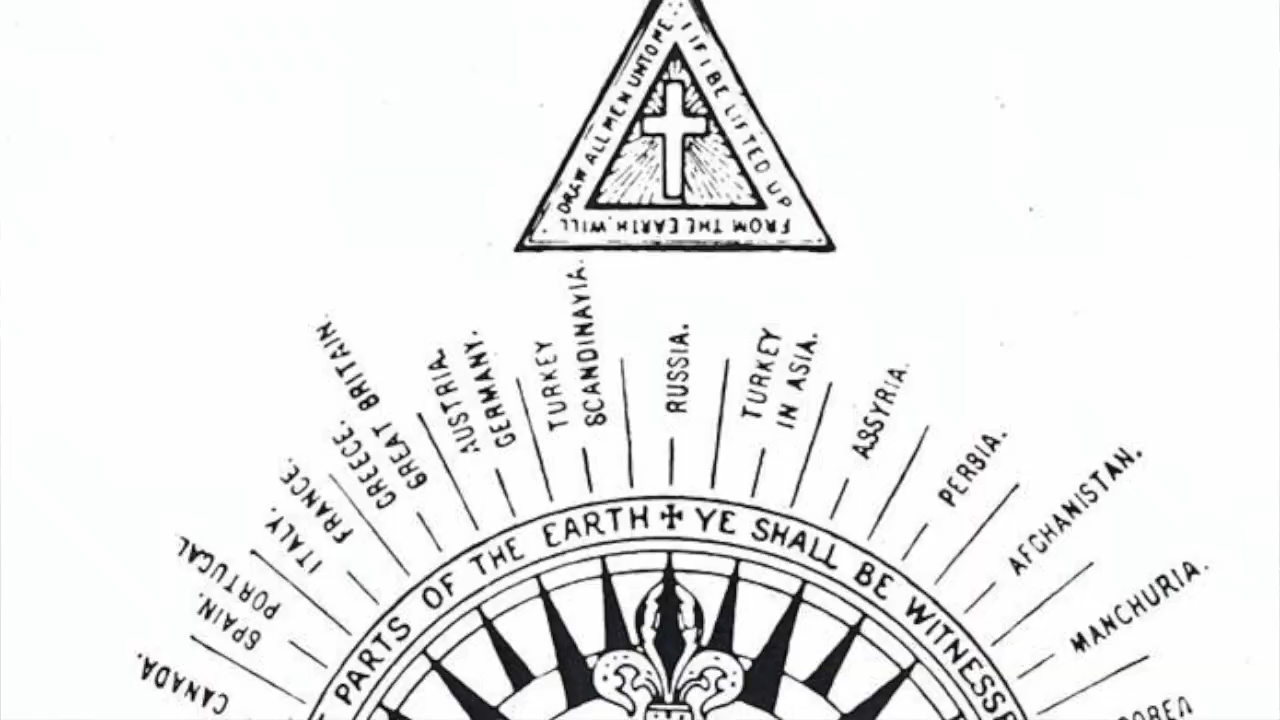 I IF I BE LIFTED UP
FROM THE EARTH, WILL
DRAW ALL MEN UNTO ME
PARTS OF THE EARTH ✠ YE SHALL BE WITNESSE
CANADA.
SPAIN.
PORTUGAL
ITALY.
FRANCE.
GREECE.
GREAT BRITAIN
AUSTRIA.
GERMANY.
TURKEY
SCANDINAVIA.
RUSSIA.
TURKEY
IN ASIA.
ASSYRIA.
PERSIA.
AFGHANISTAN.
MANCHURIA.